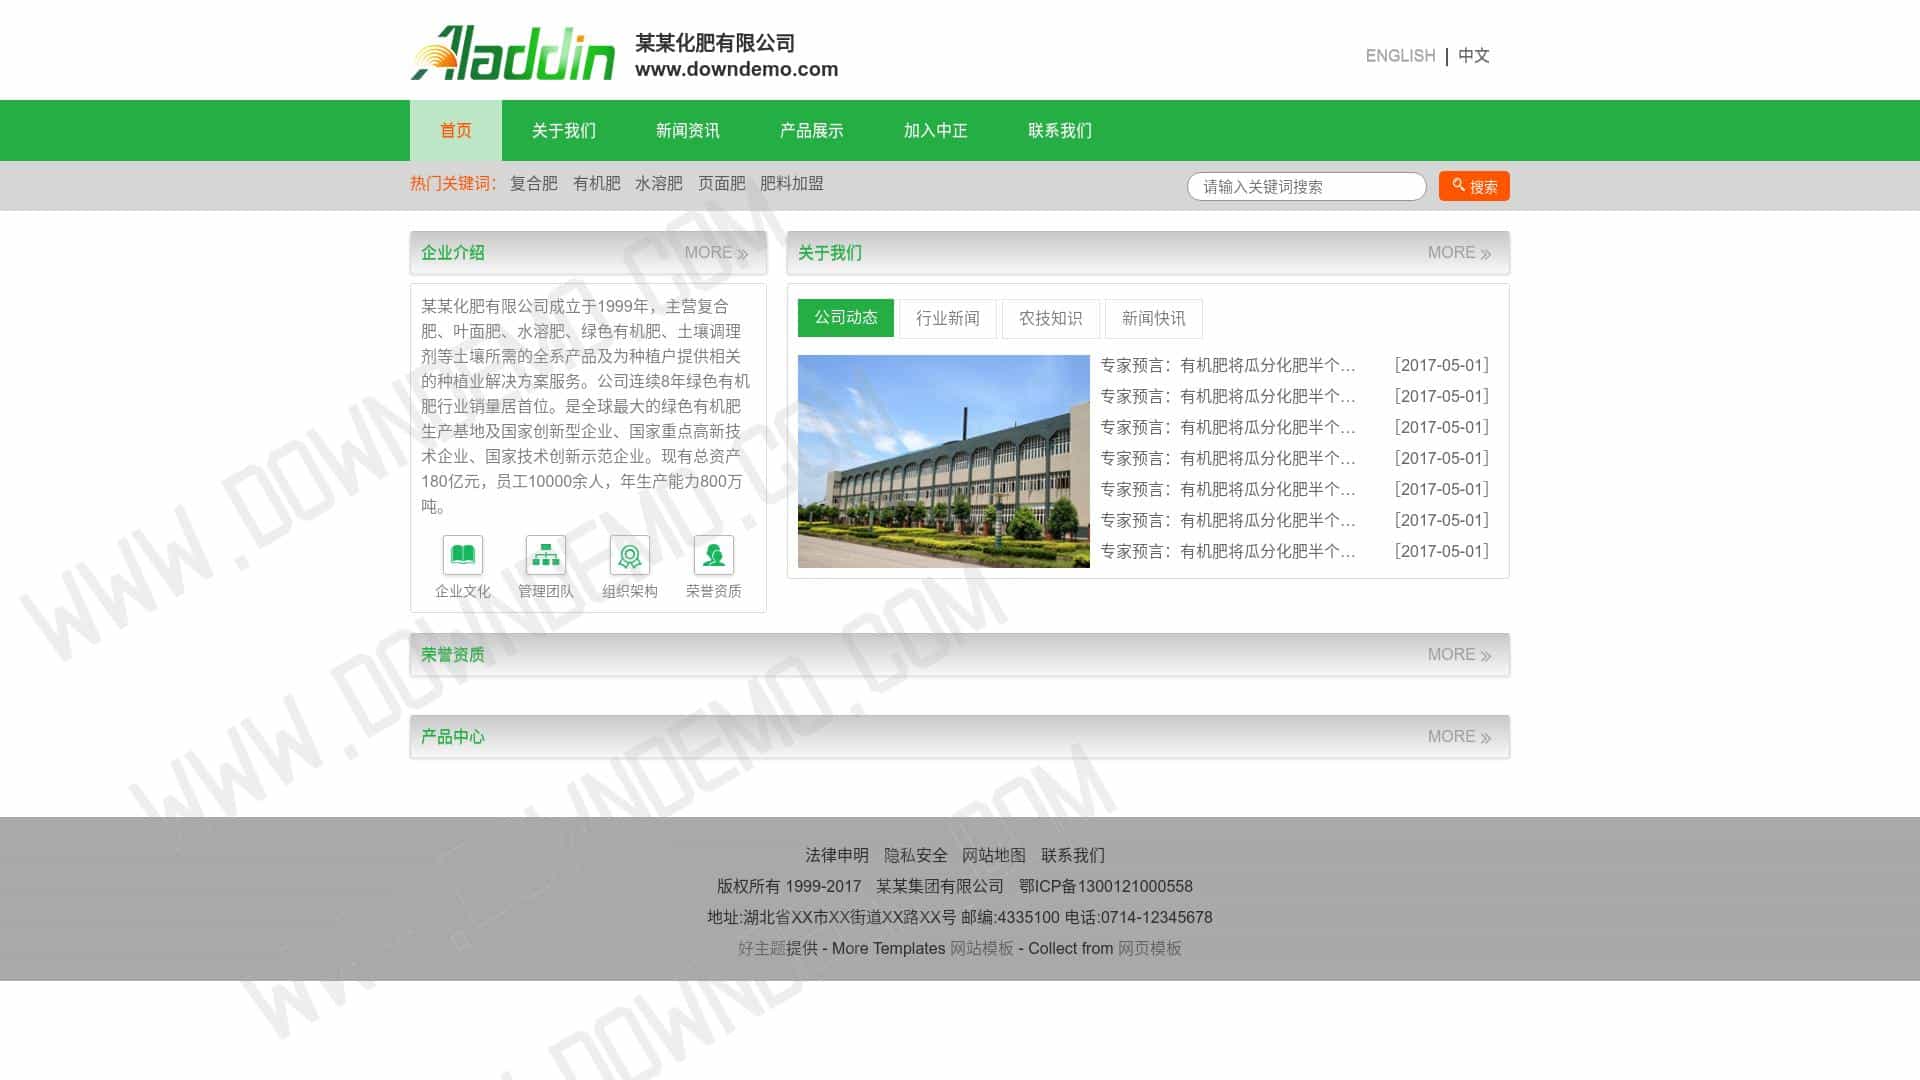 Aladdin
某某化肥有限公司
www.downdemo.com
ENGLISH | 中文
首页 关于我们 新闻资讯 产品展示 加入中正 联系我们
热门关键词： 复合肥 有机肥 水溶肥 页面肥 肥料加盟
请输入关键词搜索 搜索
企业介绍 MORE
某某化肥有限公司成立于1999年，主营复合
肥、叶面肥、水溶肥、绿色有机肥、土壤调理
剂等土壤所需的全系产品及为种植户提供相关
的种植业解决方案服务。公司连续8年绿色有机
肥行业销量居首位。是全球最大的绿色有机肥
生产基地及国家创新型企业、国家重点高新技
术企业、国家技术创新示范企业。现有总资产
180亿元，员工10000余人，年生产能力800万
吨。
企业文化 管理团队 组织架构 荣誉资质
关于我们 MORE
公司动态 行业新闻 农技知识 新闻快讯
专家预言：有机肥将瓜分化肥半个… ［2017-05-01］
专家预言：有机肥将瓜分化肥半个… ［2017-05-01］
专家预言：有机肥将瓜分化肥半个… ［2017-05-01］
专家预言：有机肥将瓜分化肥半个… ［2017-05-01］
专家预言：有机肥将瓜分化肥半个… ［2017-05-01］
专家预言：有机肥将瓜分化肥半个… ［2017-05-01］
专家预言：有机肥将瓜分化肥半个… ［2017-05-01］
荣誉资质 MORE
产品中心 MORE
法律申明 隐私安全 网站地图 联系我们
版权所有 1999-2017 某某集团有限公司 鄂ICP备1300121000558
地址:湖北省XX市XX街道XX路XX号 邮编:4335100 电话:0714-12345678
好主题提供 - More Templates 网站模板 - Collect from 网页模板
WWW.DOWNDEMO.COM
WWW.DOWNDEMO.COM
WWW.DOWNDEMO.COM